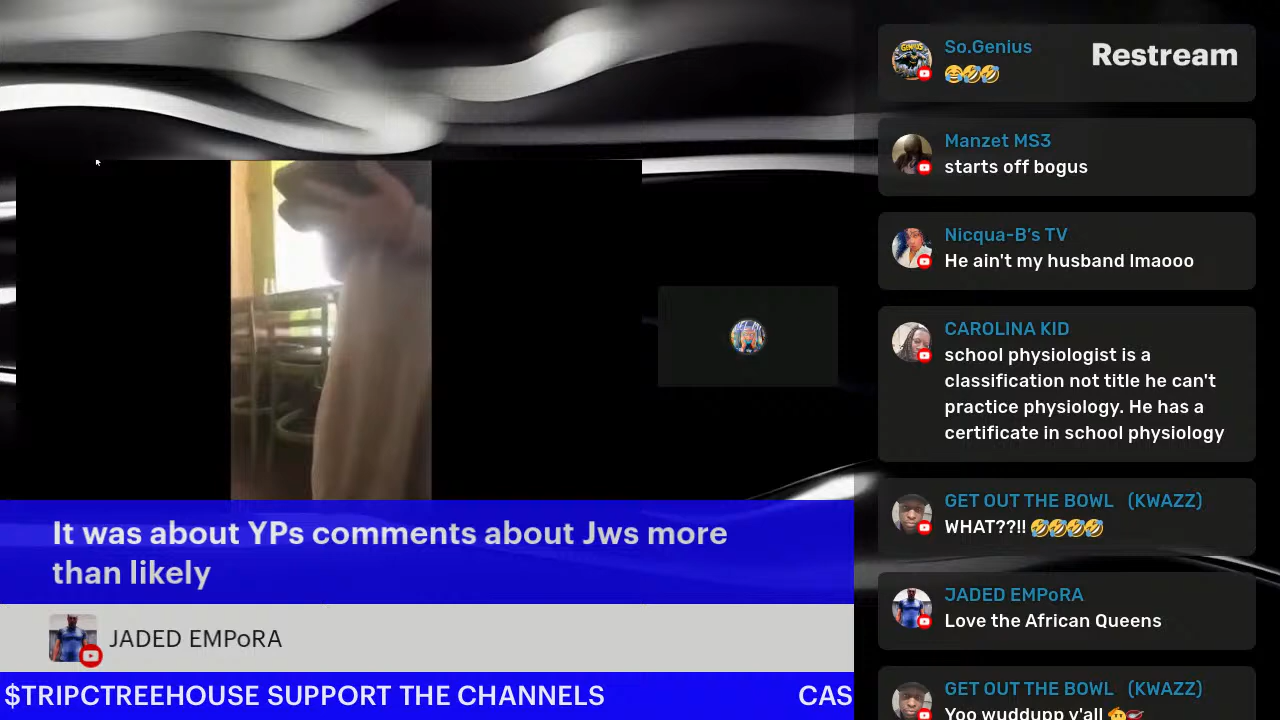 So.Genius
Restream
😂🤣🤣
Manzet MS3
starts off bogus
Nicqua-B’s TV
He ain't my husband lmaooo
CAROLINA KID
school physiologist is a
classification not title he can't
practice physiology. He has a
certificate in school physiology
GET OUT THE BOWL (KWAZZ)
WHAT??!! 🤣🤣🤣🤣
JADED EMPoRA
Love the African Queens
GET OUT THE BOWL (KWAZZ)
Yoo wuddupp y'all
It was about YPs comments about Jws more
than likely
JADED EMPoRA
$TRIPCTREEHOUSE SUPPORT THE CHANNELS CAS